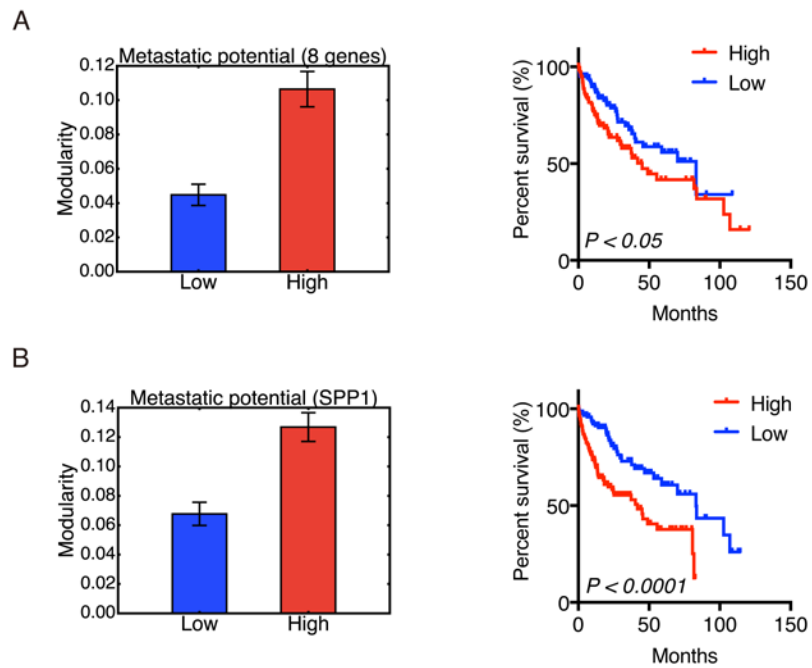 A
Metastatic potential (8 genes)
Modularity
0.12
0.10
0.08
0.06
0.04
0.02
0.00
Low
High
Percent survival (%)
100
50
0
High
Low
P < 0.05
0
50
100
150
Months
B
Metastatic potential (SPP1)
Modularity
0.14
0.12
0.10
0.08
0.06
0.04
0.02
0.00
Low
High
Percent survival (%)
100
50
0
High
Low
P < 0.0001
0
50
100
150
Months